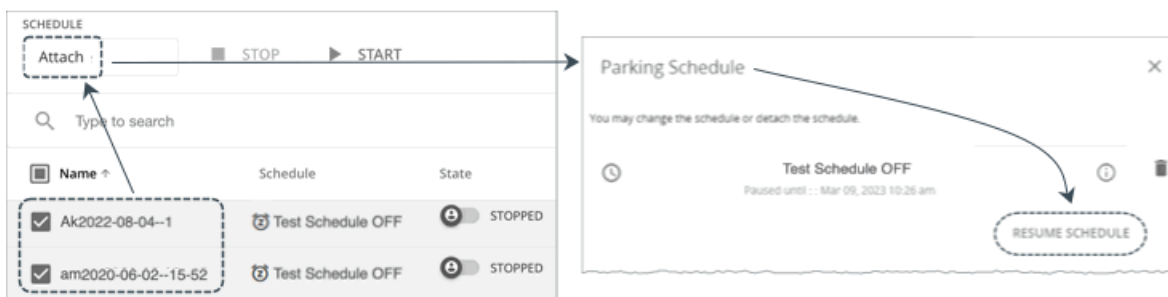 SCHEDULE
Attach
STOP
START
Type to search
Name ↑
Schedule
State
Ak2022-08-04--1
Test Schedule OFF
STOPPED
am2020-06-02--15-52
Test Schedule OFF
STOPPED
Parking Schedule
You may change the schedule or detach the schedule.
Test Schedule OFF
Paused until : : Mar 09, 2023 10:26 am
RESUME SCHEDULE